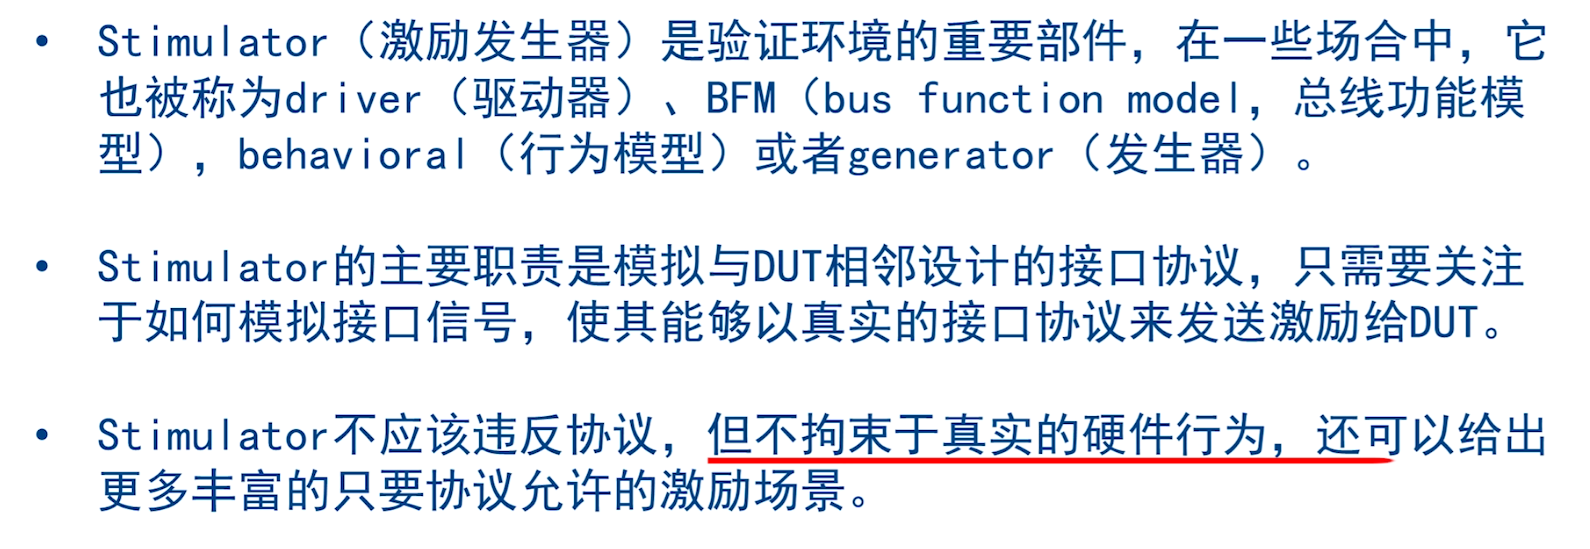 • Stimulator（激励发生器）是验证环境的重要部件，在一些场合中，它
也被称为driver（驱动器）、BFM（bus function model，总线功能模
型），behavioral（行为模型）或者generator（发生器）。
• Stimulator的主要职责是模拟与DUT相邻设计的接口协议，只需要关注
于如何模拟接口信号，使其能够以真实的接口协议来发送激励给DUT。
• Stimulator不应该违反协议，但不拘束于真实的硬件行为，还可以给出
更多丰富的只要协议允许的激励场景。